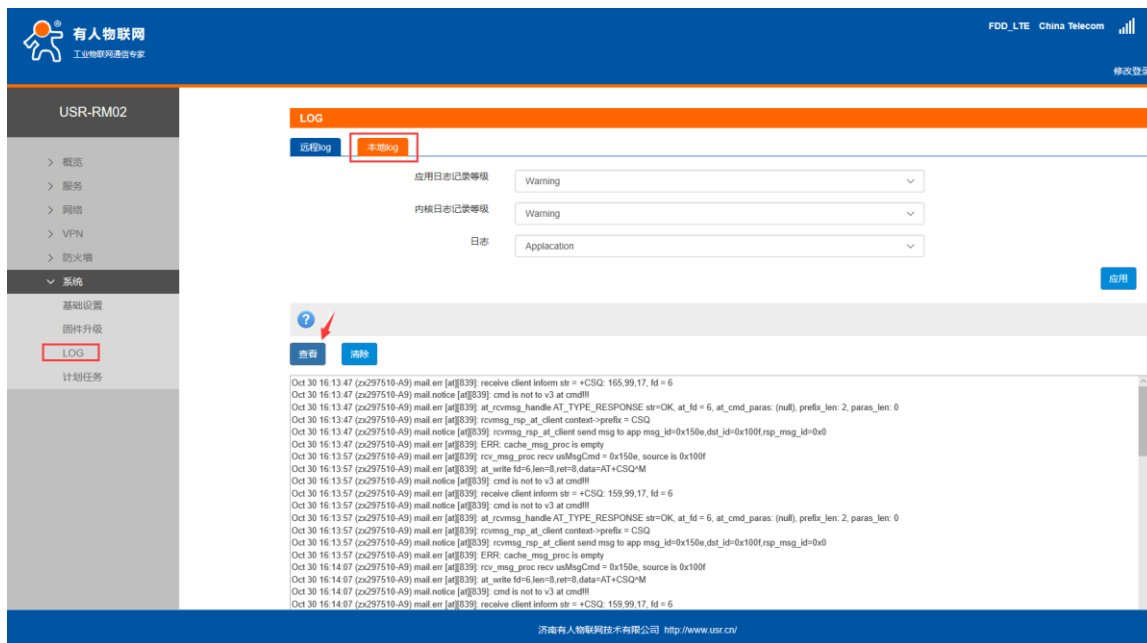 有人物联网
工业物联网通信专家
FDD_LTE China Telecom
修改登录
USR-RM02
概览
服务
网络
VPN
防火墙
系统
基础设置
固件升级
LOG
计划任务
LOG
远程log 本地log
应用日志记录等级 Warning
内核日志记录等级 Warning
日志 Applacation
应用
?
查看 清除
Oct 30 16:13:47 (zx297510-A9) mail.err [at][839]: receive client inform str = +CSQ: 165,99,17, fd = 6
Oct 30 16:13:47 (zx297510-A9) mail.notice [at][839]: cmd is not to v3 at cmd!!!
Oct 30 16:13:47 (zx297510-A9) mail.err [at][839]: at_rcvmsg_handle AT_TYPE_RESPONSE str=OK, at_fd = 6, at_cmd_paras: (null), prefix_len: 2, paras_len: 0
Oct 30 16:13:47 (zx297510-A9) mail.err [at][839]: rcvmsg_rsp_at_client context->prefix = CSQ
Oct 30 16:13:47 (zx297510-A9) mail.notice [at][839]: rcvmsg_rsp_at_client send msg to app msg_id=0x150e,dst_id=0x100f,rsp_msg_id=0x0
Oct 30 16:13:47 (zx297510-A9) mail.err [at][839]: ERR: cache_msg_proc is empty
Oct 30 16:13:57 (zx297510-A9) mail.err [at][839]: rcv_msg_proc recv usMsgCmd = 0x150e, source is 0x100f
Oct 30 16:13:57 (zx297510-A9) mail.err [at][839]: at_write fd=6,len=8,ret=8,data=AT+CSQ^M
Oct 30 16:13:57 (zx297510-A9) mail.notice [at][839]: cmd is not to v3 at cmd!!!
Oct 30 16:13:57 (zx297510-A9) mail.err [at][839]: receive client inform str = +CSQ: 159,99,17, fd = 6
Oct 30 16:13:57 (zx297510-A9) mail.notice [at][839]: cmd is not to v3 at cmd!!!
Oct 30 16:13:57 (zx297510-A9) mail.err [at][839]: at_rcvmsg_handle AT_TYPE_RESPONSE str=OK, at_fd = 6, at_cmd_paras: (null), prefix_len: 2, paras_len: 0
Oct 30 16:13:57 (zx297510-A9) mail.err [at][839]: rcvmsg_rsp_at_client context->prefix = CSQ
Oct 30 16:13:57 (zx297510-A9) mail.notice [at][839]: rcvmsg_rsp_at_client send msg to app msg_id=0x150e,dst_id=0x100f,rsp_msg_id=0x0
Oct 30 16:13:57 (zx297510-A9) mail.err [at][839]: ERR: cache_msg_proc is empty
Oct 30 16:14:07 (zx297510-A9) mail.err [at][839]: rcv_msg_proc recv usMsgCmd = 0x150e, source is 0x100f
Oct 30 16:14:07 (zx297510-A9) mail.err [at][839]: at_write fd=6,len=8,ret=8,data=AT+CSQ^M
Oct 30 16:14:07 (zx297510-A9) mail.notice [at][839]: cmd is not to v3 at cmd!!!
Oct 30 16:14:07 (zx297510-A9) mail.err [at][839]: receive client inform str = +CSQ: 159,99,17, fd = 6
济南有人物联网技术有限公司 http://www.usr.cn/